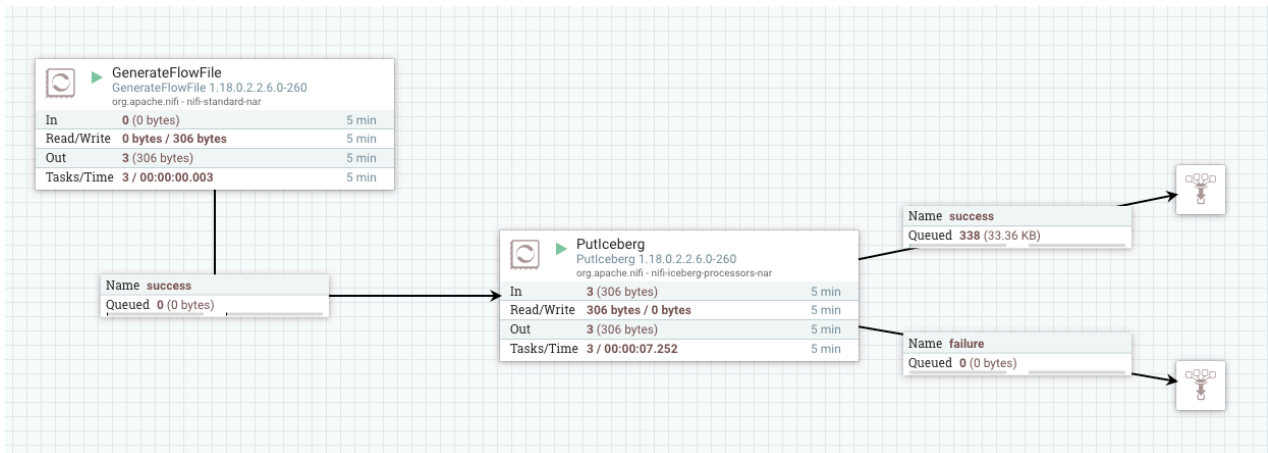 GenerateFlowFile
GenerateFlowFile 1.18.0.2.2.6.0-260
org.apache.nifi - nifi-standard-nar
In 0 (0 bytes) 5 min
Read/Write 0 bytes / 306 bytes 5 min
Out 3 (306 bytes) 5 min
Tasks/Time 3 / 00:00:00.003 5 min
Name success
Queued 0 (0 bytes)
PutIceberg
PutIceberg 1.18.0.2.2.6.0-260
org.apache.nifi - nifi-iceberg-processors-nar
In 3 (306 bytes) 5 min
Read/Write 306 bytes / 0 bytes 5 min
Out 3 (306 bytes) 5 min
Tasks/Time 3 / 00:00:07.252 5 min
Name success
Queued 338 (33.36 KB)
Name failure
Queued 0 (0 bytes)